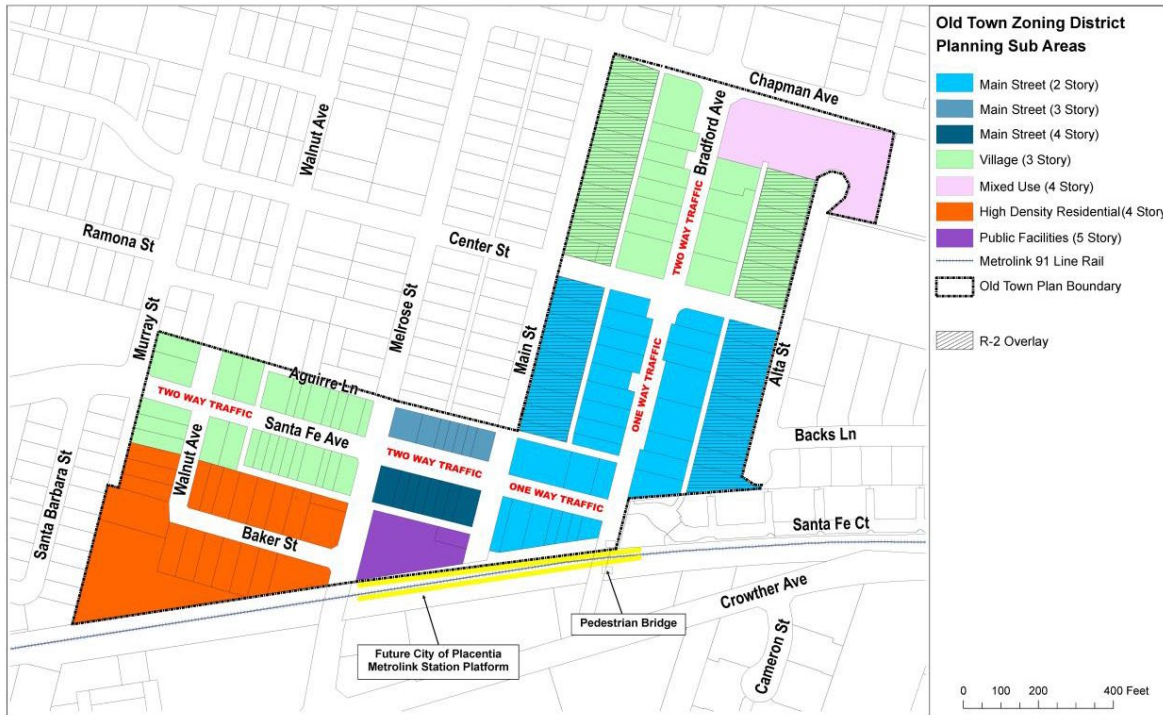 Old Town Zoning District
Planning Sub Areas
Main Street (2 Story)
Main Street (3 Story)
Main Street (4 Story)
Village (3 Story)
Mixed Use (4 Story)
High Density Residential(4 Story
Public Facilities (5 Story)
Metrolink 91 Line Rail
Old Town Plan Boundary
R-2 Overlay
0 100 200 400 Feet
Chapman Ave
Bradford Ave
TWO WAY TRAFFIC
Walnut Ave
Ramona St
Center St
Melrose St
Main St
Murray St
Alta St
ONE WAY TRAFFIC
Aguirre Ln
TWO WAY TRAFFIC
Santa Fe Ave
TWO WAY TRAFFIC
ONE WAY TRAFFIC
Backs Ln
Walnut Ave
Santa Barbara St
Baker St
Santa Fe Ct
Crowther Ave
Pedestrian Bridge
Cameron St
Future City of Placentia
Metrolink Station Platform